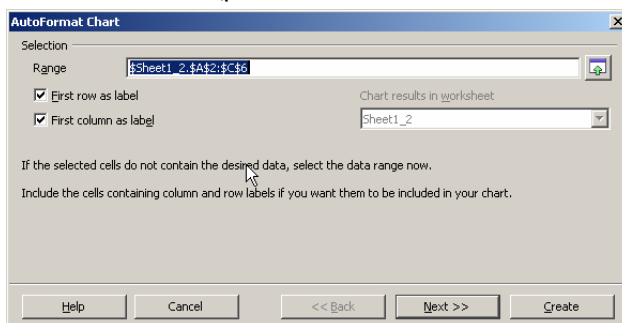 AutoFormat Chart
Selection
Range $Sheet1_2.$A$2:$C$6
First row as label Chart results in worksheet
First column as label Sheet1_2
If the selected cells do not contain the desired data, select the data range now.
Include the cells containing column and row labels if you want them to be included in your chart.
Help Cancel << Back Next >> Create